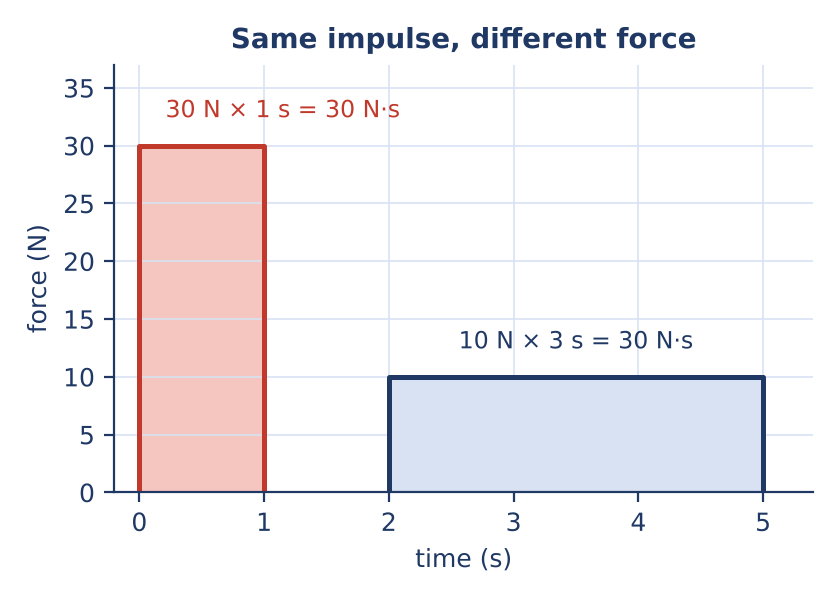 Same impulse, different force
35
30 N × 1 s = 30 N·s
30
25
force (N)
20
15
10 N × 3 s = 30 N·s
10
5
0
0 1 2 3 4 5
time (s)